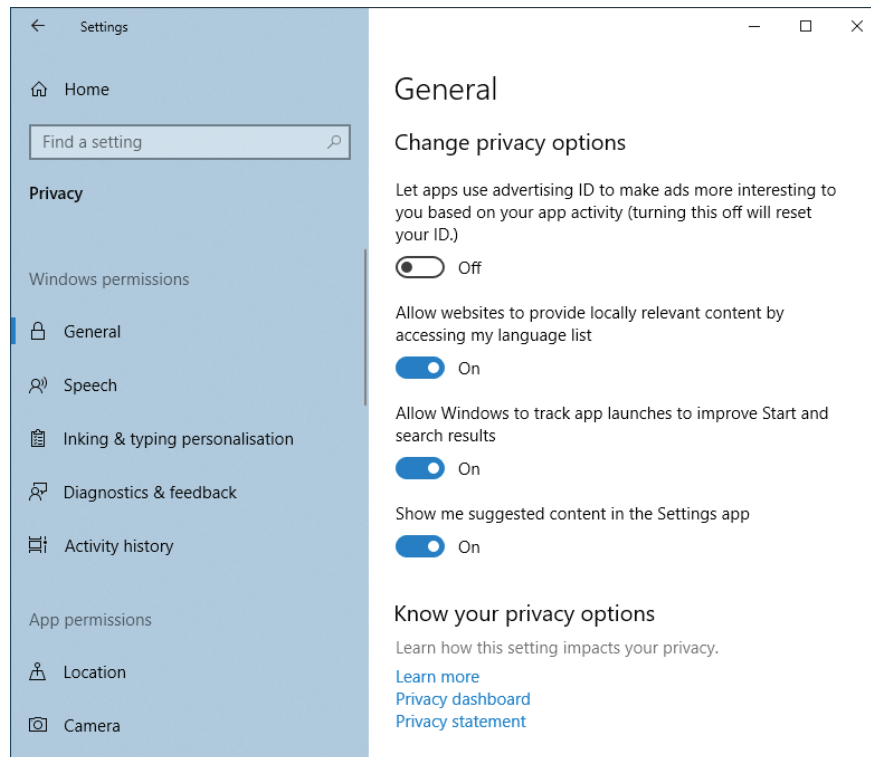 Settings
Home
Find a setting
Privacy
Windows permissions
General
Speech
Inking & typing personalisation
Diagnostics & feedback
Activity history
App permissions
Location
Camera
General
Change privacy options
Let apps use advertising ID to make ads more interesting to
you based on your app activity (turning this off will reset
your ID.)
Off
Allow websites to provide locally relevant content by
accessing my language list
On
Allow Windows to track app launches to improve Start and
search results
On
Show me suggested content in the Settings app
On
Know your privacy options
Learn how this setting impacts your privacy.
Learn more
Privacy dashboard
Privacy statement